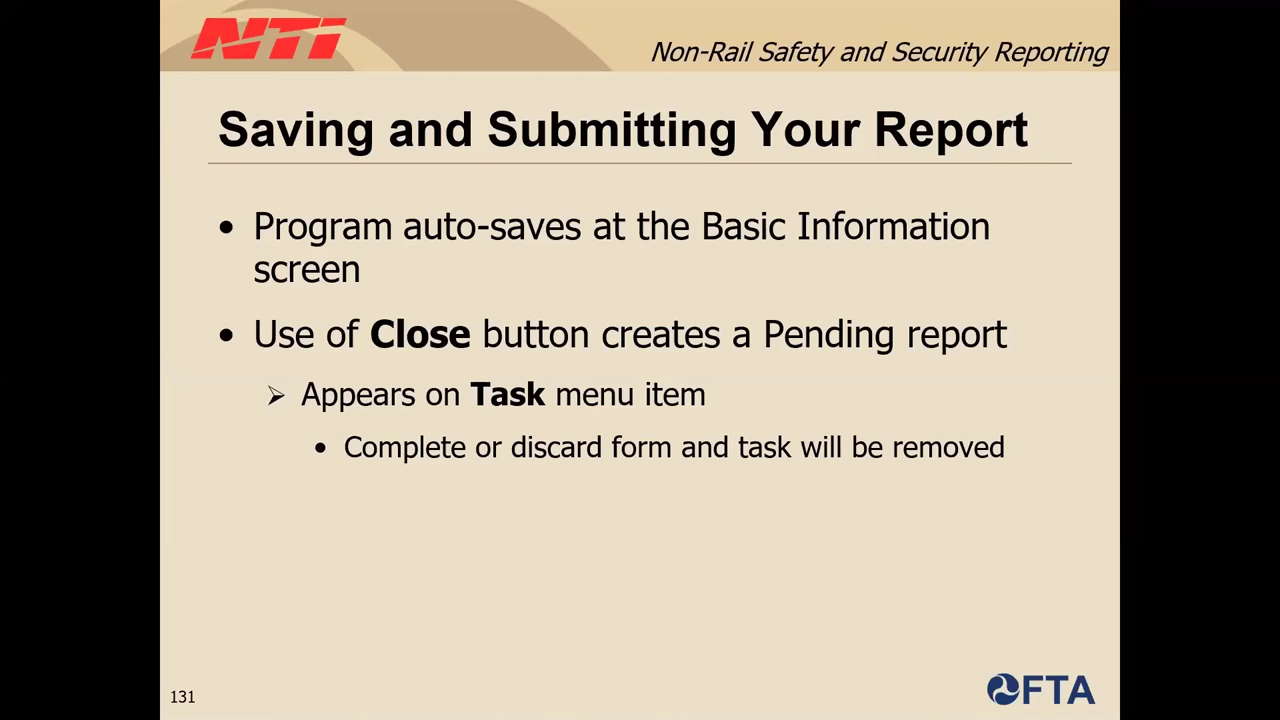 NTI
Non-Rail Safety and Security Reporting
Saving and Submitting Your Report
• Program auto-saves at the Basic Information
screen
• Use of Close button creates a Pending report
➢ Appears on Task menu item
• Complete or discard form and task will be removed
131
FTA